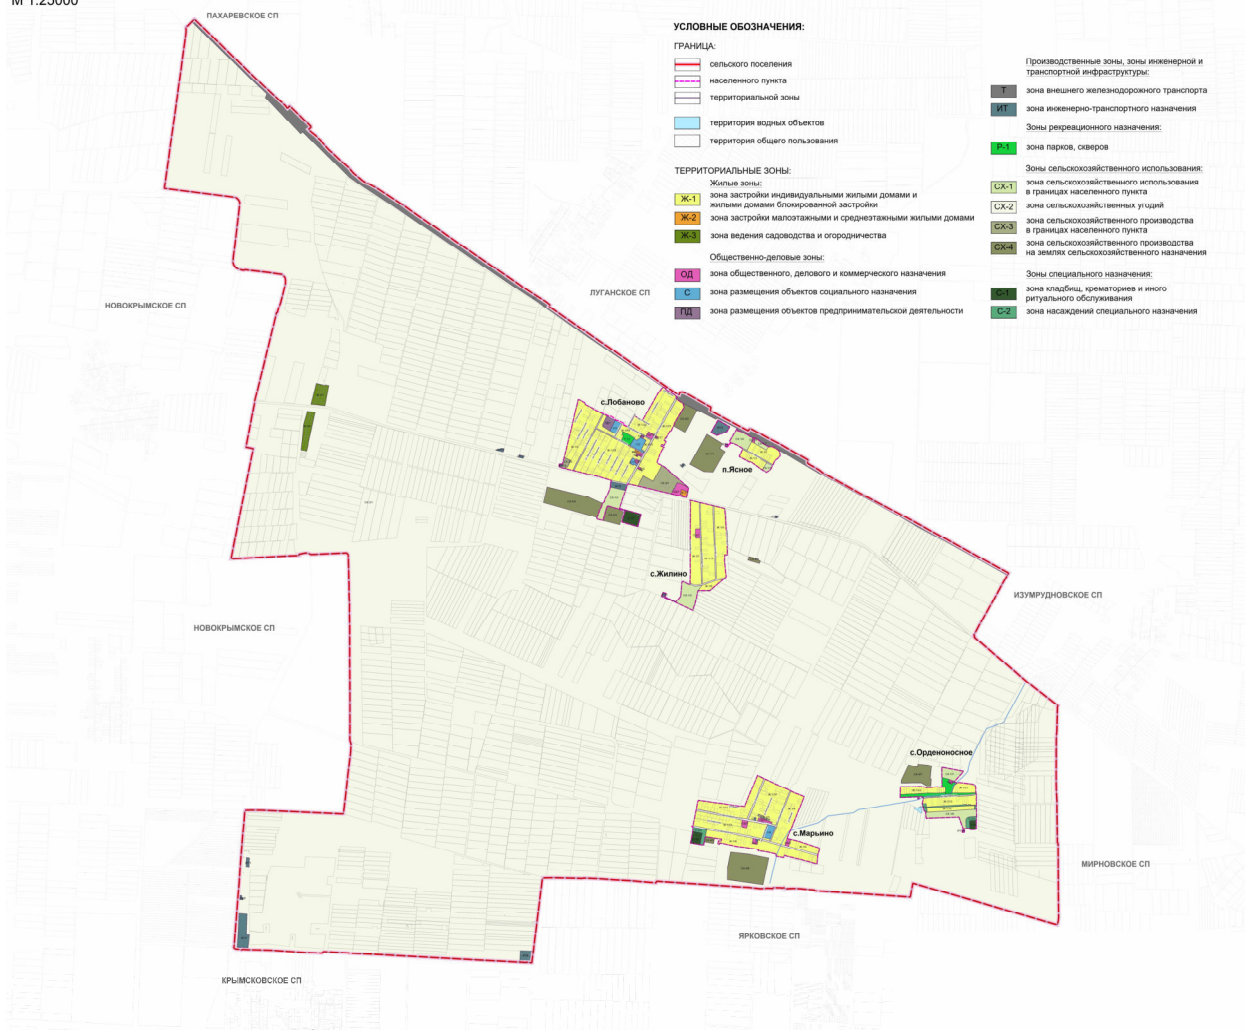 М 1:25000
ПАХАРЕВСКОЕ СП
УСЛОВНЫЕ ОБОЗНАЧЕНИЯ:
ГРАНИЦА:
сельского поселения
населенного пункта
территориальной зоны
территория водных объектов
территория общего пользования
ТЕРРИТОРИАЛЬНЫЕ ЗОНЫ:
Жилые зоны:
Ж-1 зона застройки индивидуальными жилыми домами и
жилыми домами блокированной застройки
Ж-2 зона застройки малоэтажными и среднеэтажными жилыми домами
Ж-3 зона ведения садоводства и огородничества
Общественно-деловые зоны:
ОД зона общественного, делового и коммерческого назначения
С зона размещения объектов социального назначения
ПД зона размещения объектов предпринимательской деятельности
Производственные зоны, зоны инженерной и
транспортной инфраструктуры:
Т зона внешнего железнодорожного транспорта
ИТ зона инженерно-транспортного назначения
Зоны рекреационного назначения:
Р-1 зона парков, скверов
Зоны сельскохозяйственного использования:
СХ-1 зона сельскохозяйственного использования
в границах населенного пункта
СХ-2 зона сельскохозяйственных угодий
СХ-3 зона сельскохозяйственного производства
в границах населенного пункта
СХ-4 зона сельскохозяйственного производства
на землях сельскохозяйственного назначения
Зоны специального назначения:
С-1 зона кладбищ, крематориев и иного
ритуального обслуживания
С-2 зона насаждений специального назначения
НОВОКРЫМСКОЕ СП
ЛУГАНСКОЕ СП
с.Лобаново
п.Ясное
с.Жилино
ИЗУМРУДНОВСКОЕ СП
НОВОКРЫМСКОЕ СП
с.Орденоносное
с.Марьино
МИРНОВСКОЕ СП
ЯРКОВСКОЕ СП
КРЫМСКОВСКОЕ СП